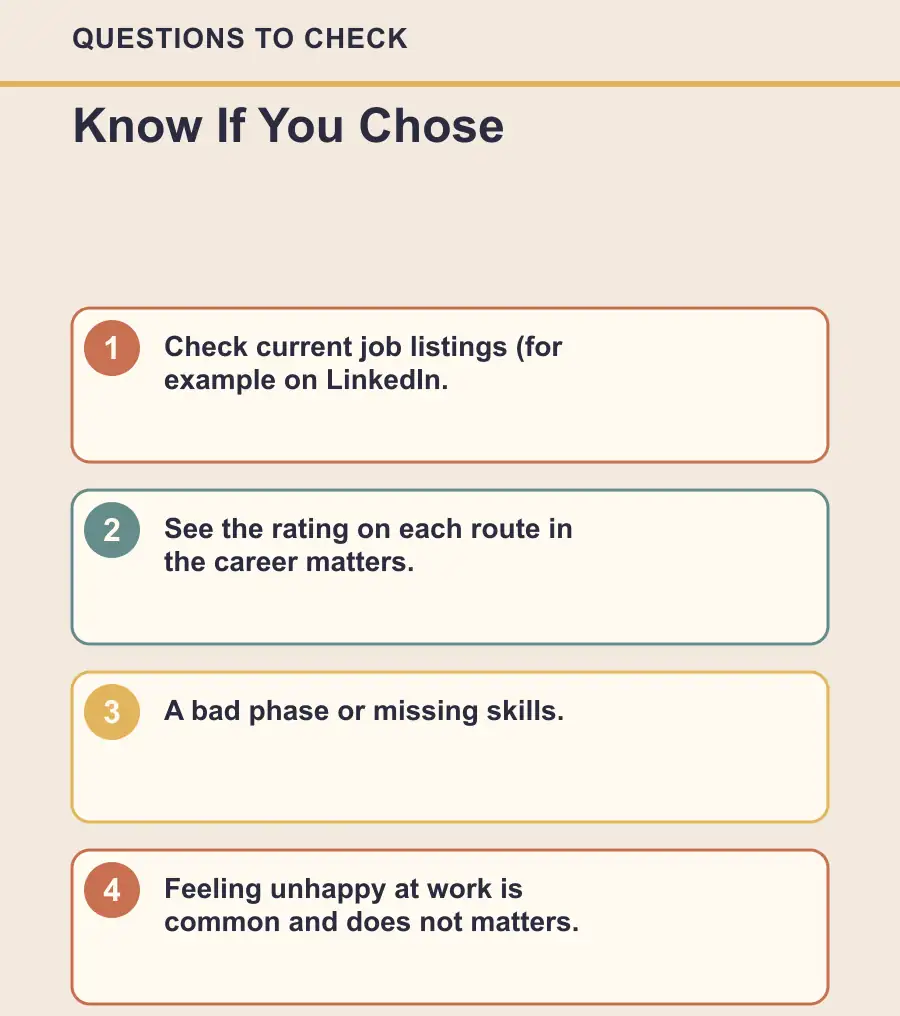 QUESTIONS TO CHECK
Know If You Chose
1
Check current job listings (for
example on LinkedIn.
2
See the rating on each route in
the career matters.
3
A bad phase or missing skills.
4
Feeling unhappy at work is
common and does not matters.